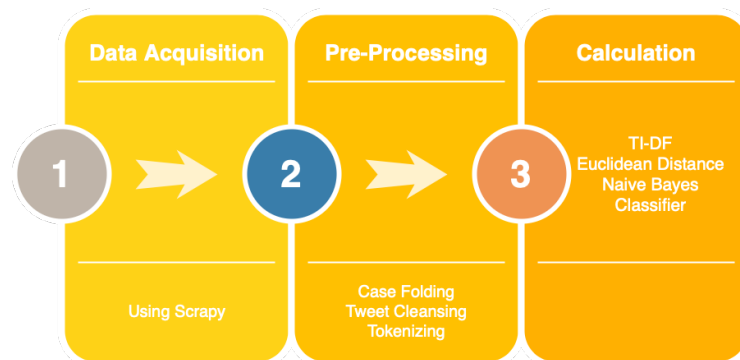 Data Acquisition
1
Using Scrapy
Pre-Processing
2
Case Folding
Tweet Cleansing
Tokenizing
Calculation
3
TI-DF
Euclidean Distance
Naive Bayes
Classifier